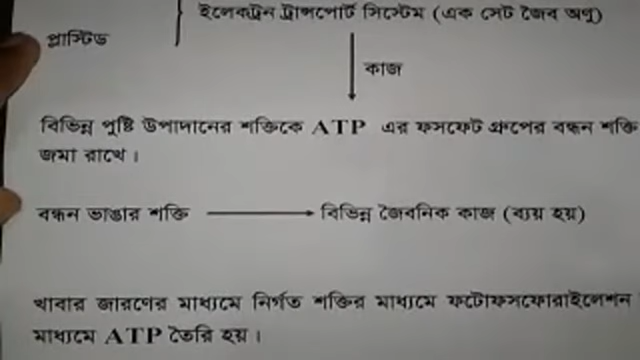 ইলেকট্রন ট্রান্সপোর্ট সিস্টেম (এক সেট জৈব অণু)
প্লাস্টিড
কাজ
বিভিন্ন পুষ্টি উপাদানের শক্তিকে ATP এর ফসফেট গ্রুপের বন্ধন শক্তি
জমা রাখে।
বন্ধন ভাঙার শক্তি বিভিন্ন জৈবনিক কাজ (ব্যয় হয়)
খাবার জারণের মাধ্যমে নির্গত শক্তির মাধ্যমে ফটোফসফোরাইলেশন
মাধ্যমে ATP তৈরি হয়।